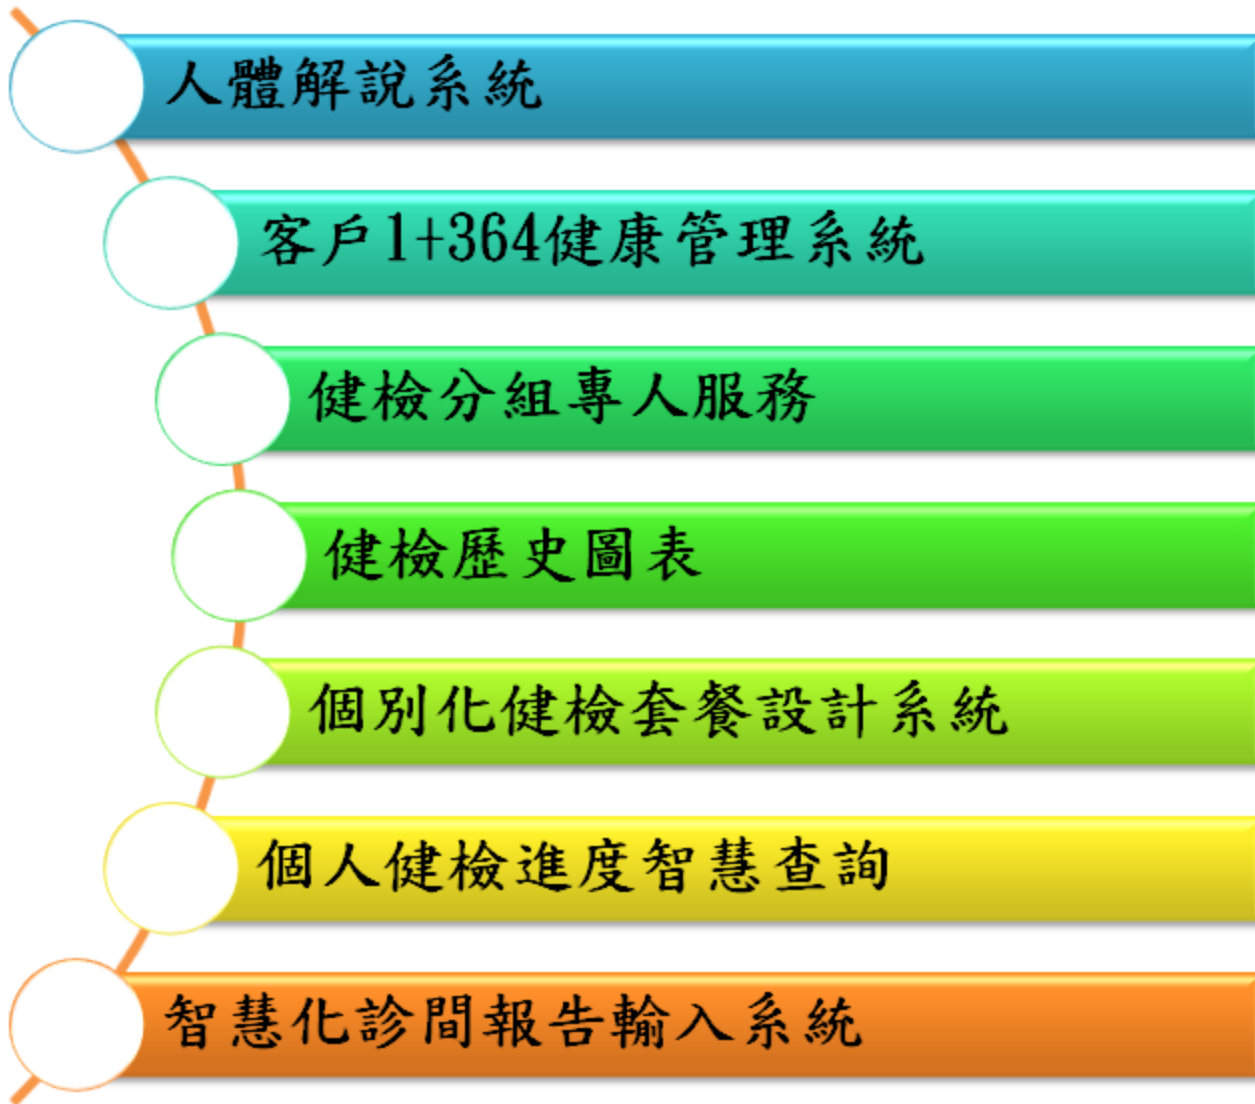 人體解說系統
客戶1+364健康管理系統
健檢分組專人服務
健檢歷史圖表
個別化健檢套餐設計系統
個人健檢進度智慧查詢
智慧化診間報告輸入系統